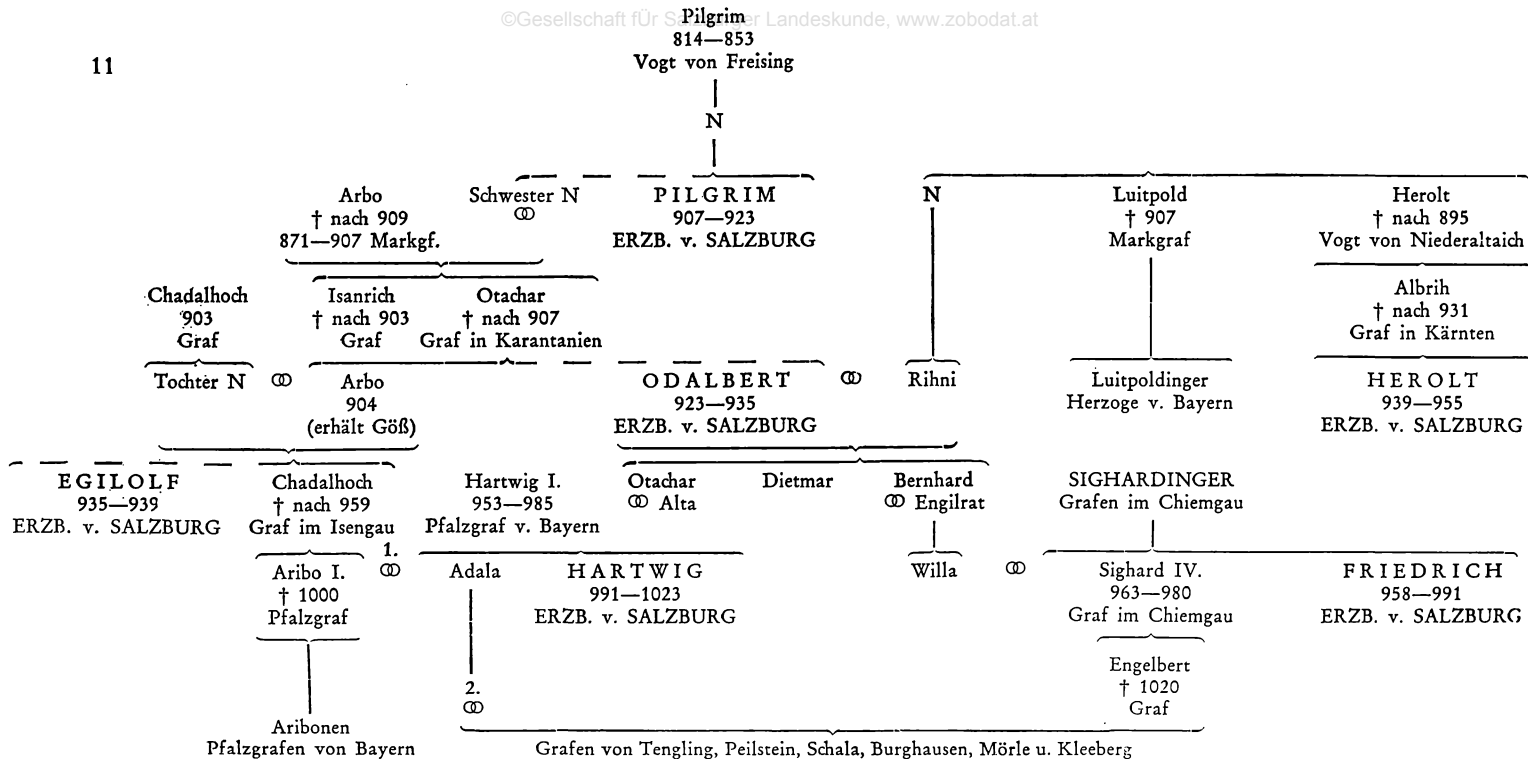 ©Gesellschaft fÜr Salzburger Landeskunde, www.zobodat.at
11
Pilgrim
814—853
Vogt von Freising
N
Arbo
† nach 909
871—907 Markgf.
Schwester N
⚭
PILGRIM
907—923
ERZB. v. SALZBURG
N
Luitpold
† 907
Markgraf
Herolt
† nach 895
Vogt von Niederaltaich
Chadalhoch
903
Graf
Isanrich
† nach 903
Graf
Otachar
† nach 907
Graf in Karantanien
Albrih
† nach 931
Graf in Kärnten
Tochter N
⚭
Arbo
904
(erhält Göß)
ODALBERT
923—935
ERZB. v. SALZBURG
⚭
Rihni
Luitpoldinger
Herzoge v. Bayern
HEROLT
939—955
ERZB. v. SALZBURG
EGILOLF
935—939
ERZB. v. SALZBURG
Chadalhoch
† nach 959
Graf im Isengau
Hartwig I.
953—985
Pfalzgraf v. Bayern
Otachar
⚭ Alta
Dietmar
Bernhard
⚭ Engilrat
SIGHARDINGER
Grafen im Chiemgau
Aribo I.
† 1000
Pfalzgraf
1.
⚭
Adala
HARTWIG
991—1023
ERZB. v. SALZBURG
Willa
⚭
Sighard IV.
963—980
Graf im Chiemgau
FRIEDRICH
958—991
ERZB. v. SALZBURG
2.
⚭
Engelbert
† 1020
Graf
Aribonen
Pfalzgrafen von Bayern
Grafen von Tengling, Peilstein, Schala, Burghausen, Mörle u. Kleeberg